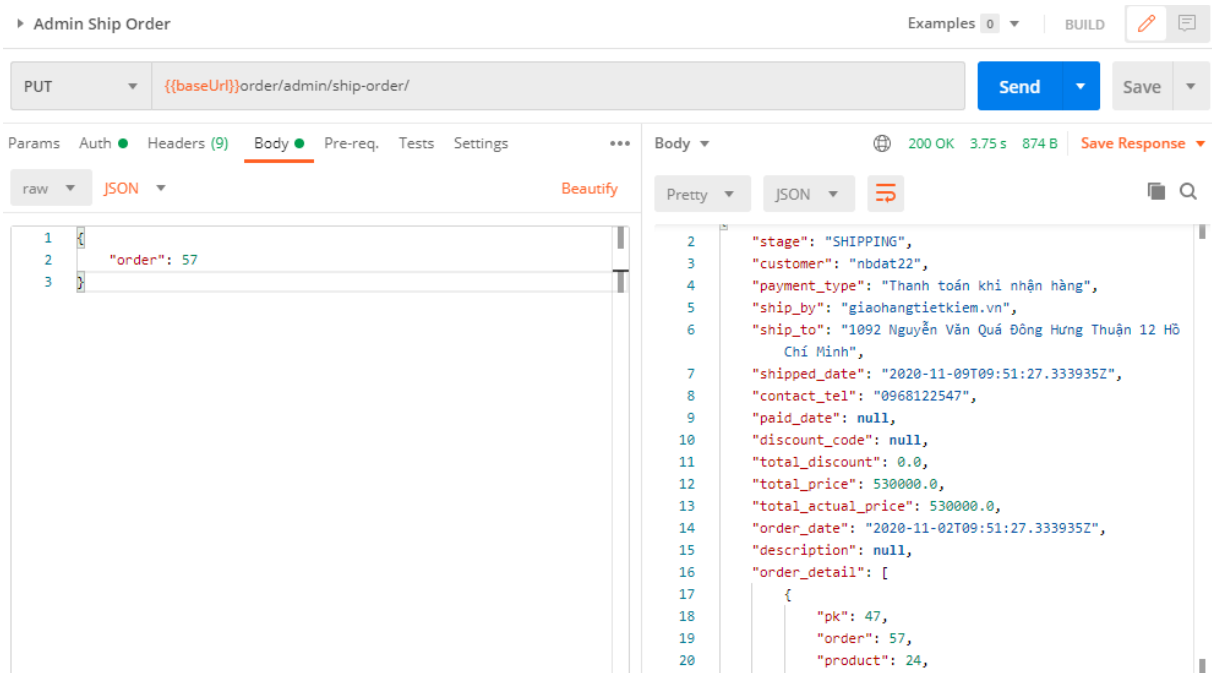 Admin Ship Order
Examples 0
BUILD
PUT
{{baseUrl}}order/admin/ship-order/
Send
Save
Params Auth Headers (9) Body Pre-req. Tests Settings
raw JSON
Beautify
1 {
2 "order": 57
3 }
Body
200 OK 3.75 s 874 B Save Response
Pretty JSON
2 "stage": "SHIPPING",
3 "customer": "nbdat22",
4 "payment_type": "Thanh toán khi nhận hàng",
5 "ship_by": "giaohangtietkiem.vn",
6 "ship_to": "1092 Nguyễn Văn Quá Đông Hưng Thuận 12 Hồ
Chí Minh",
7 "shipped_date": "2020-11-09T09:51:27.333935Z",
8 "contact_tel": "0968122547",
9 "paid_date": null,
10 "discount_code": null,
11 "total_discount": 0.0,
12 "total_price": 530000.0,
13 "total_actual_price": 530000.0,
14 "order_date": "2020-11-02T09:51:27.333935Z",
15 "description": null,
16 "order_detail": [
17 {
18 "pk": 47,
19 "order": 57,
20 "product": 24,